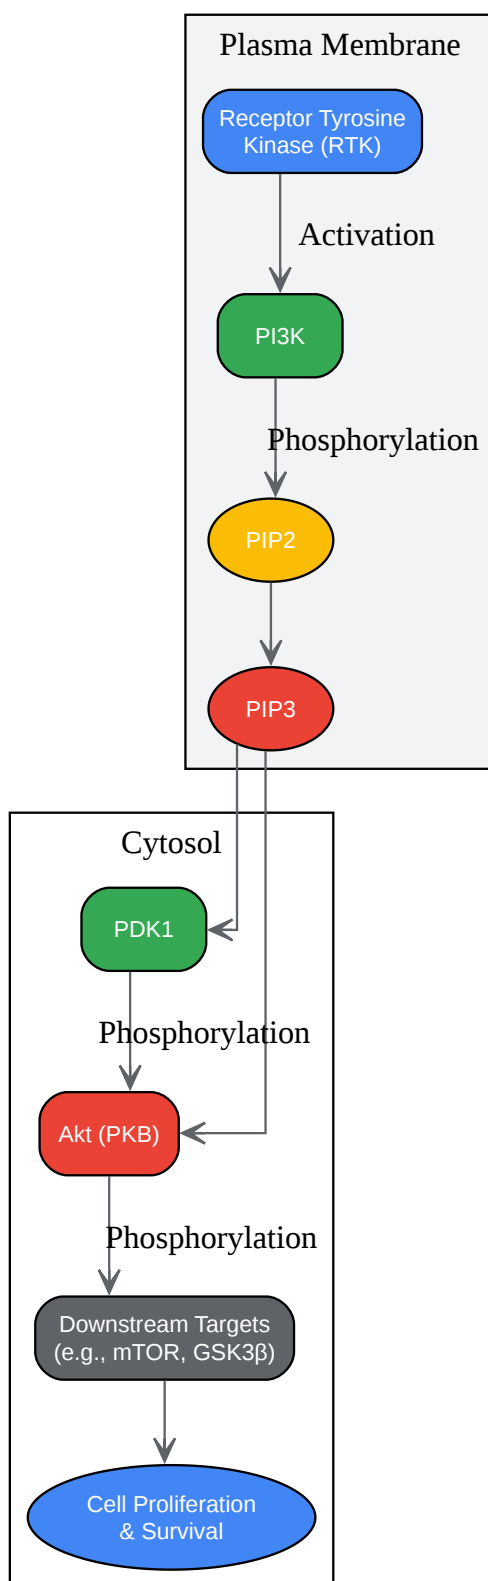 Plasma Membrane
Receptor Tyrosine
Kinase (RTK)
Activation
PI3K
Phosphorylation
PIP2
PIP3
Cytosol
PDK1
Phosphorylation
Akt (PKB)
Phosphorylation
Downstream Targets
(e.g., mTOR, GSK3β)
Cell Proliferation
& Survival